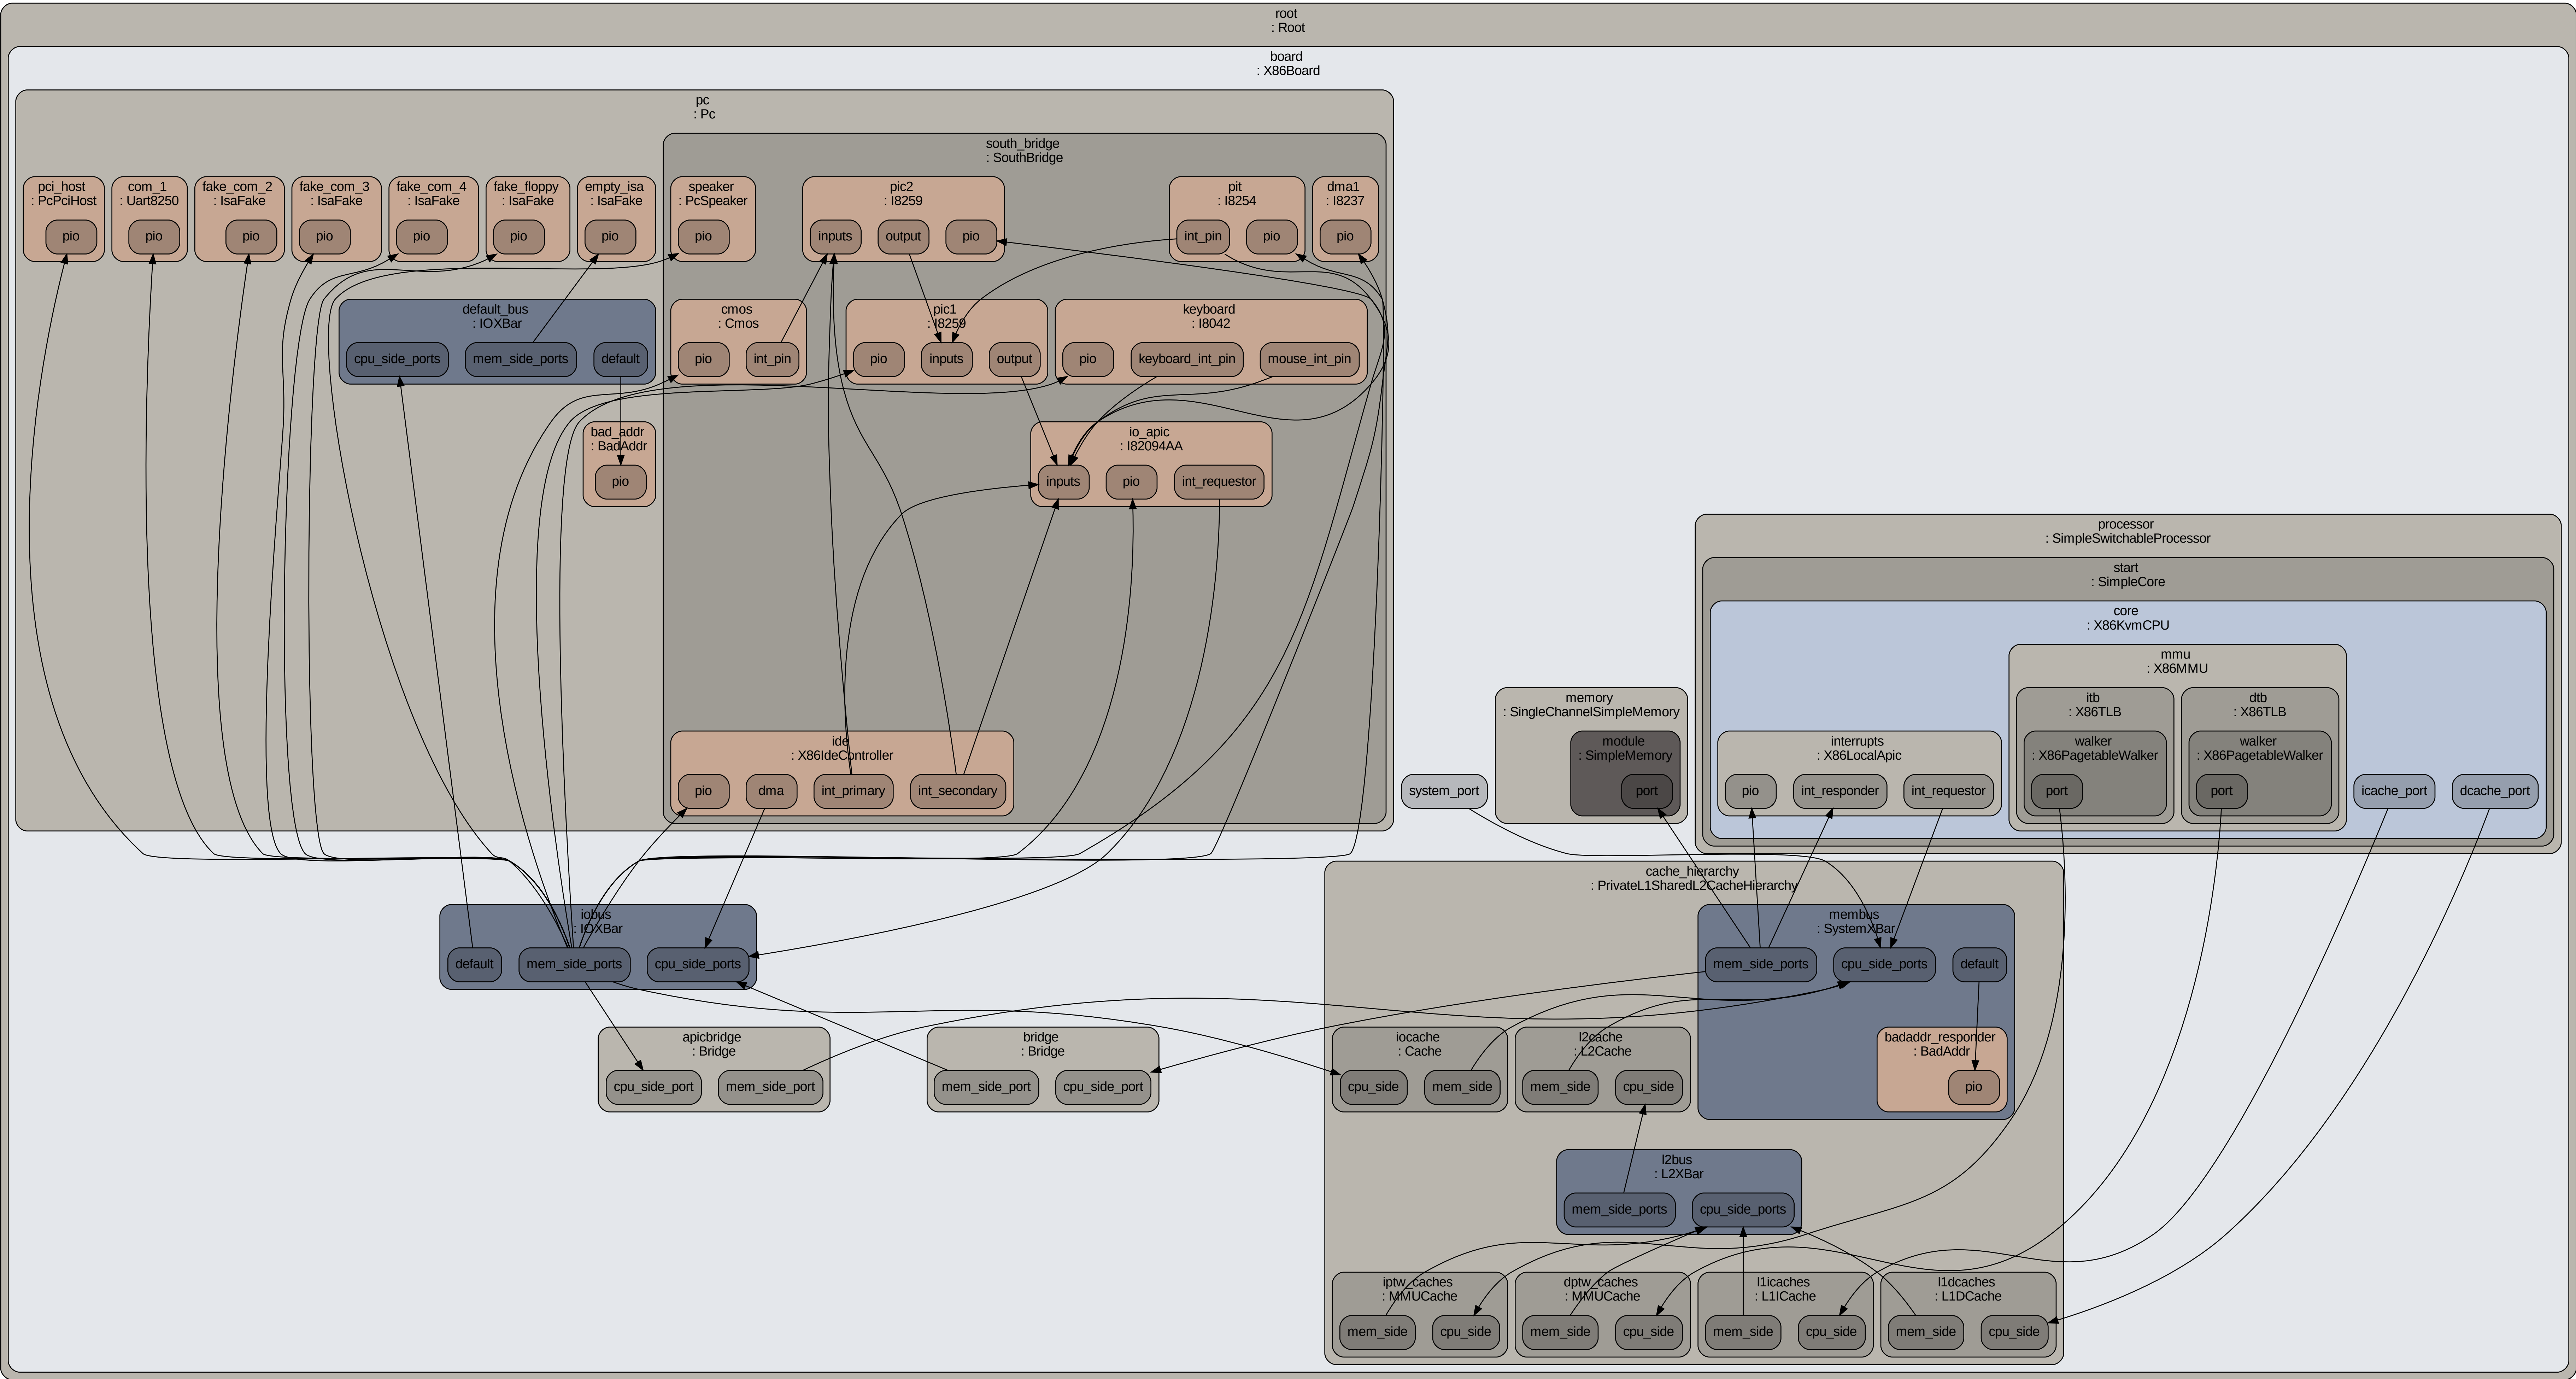 root
: Root
board
: X86Board
pc
: Pc
south_bridge
: SouthBridge
pci_host
: PcPciHost
pio
com_1
: Uart8250
pio
fake_com_2
: IsaFake
pio
fake_com_3
: IsaFake
pio
fake_com_4
: IsaFake
pio
fake_floppy
: IsaFake
pio
empty_isa
: IsaFake
pio
speaker
: PcSpeaker
pio
pic2
: I8259
inputs
output
pio
pit
: I8254
int_pin
pio
dma1
: I8237
pio
default_bus
: IOXBar
cpu_side_ports
mem_side_ports
default
cmos
: Cmos
pio
int_pin
pic1
: I8259
pio
inputs
output
keyboard
: I8042
pio
keyboard_int_pin
mouse_int_pin
bad_addr
: BadAddr
pio
io_apic
: I82094AA
inputs
pio
int_requestor
ide
: X86IdeController
pio
dma
int_primary
int_secondary
system_port
memory
: SingleChannelSimpleMemory
module
: SimpleMemory
port
processor
: SimpleSwitchableProcessor
start
: SimpleCore
core
: X86KvmCPU
mmu
: X86MMU
itb
: X86TLB
walker
: X86PagetableWalker
port
dtb
: X86TLB
walker
: X86PagetableWalker
port
interrupts
: X86LocalApic
pio
int_responder
int_requestor
icache_port
dcache_port
iobus
: IOXBar
default
mem_side_ports
cpu_side_ports
apicbridge
: Bridge
cpu_side_port
mem_side_port
bridge
: Bridge
mem_side_port
cpu_side_port
cache_hierarchy
: PrivateL1SharedL2CacheHierarchy
membus
: SystemXBar
mem_side_ports
cpu_side_ports
default
badaddr_responder
: BadAddr
pio
iocache
: Cache
cpu_side
mem_side
l2cache
: L2Cache
mem_side
cpu_side
l2bus
: L2XBar
mem_side_ports
cpu_side_ports
iptw_caches
: MMUCache
mem_side
cpu_side
dptw_caches
: MMUCache
mem_side
cpu_side
l1icaches
: L1ICache
mem_side
cpu_side
l1dcaches
: L1DCache
mem_side
cpu_side